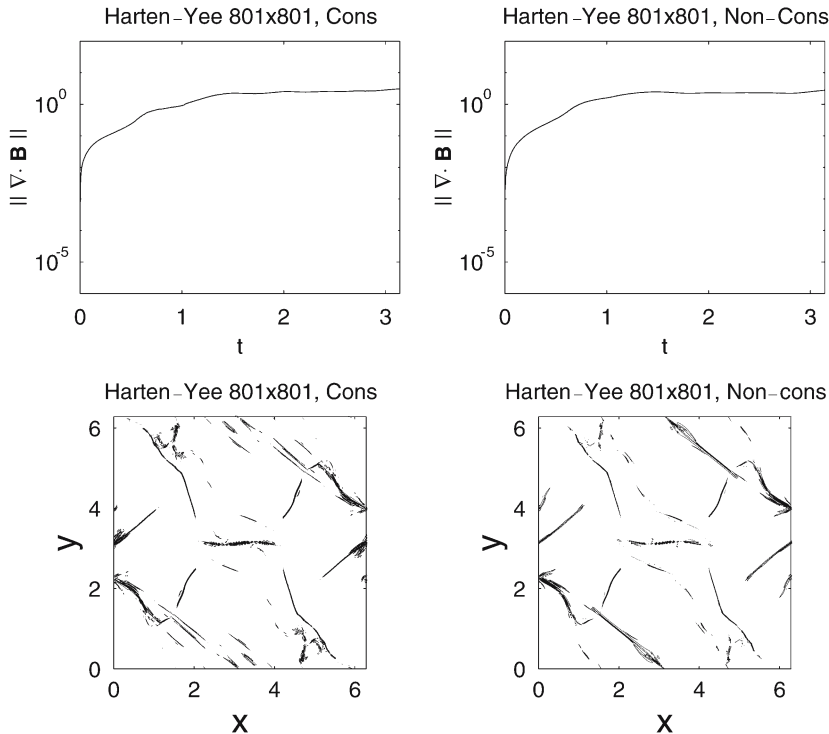 Harten-Yee 801x801, Cons
10^0
10^-5
|| ∇· B ||
0 1 2 3
t
Harten-Yee 801x801, Non-Cons
10^0
10^-5
|| ∇· B ||
0 1 2 3
t
Harten-Yee 801x801, Cons
6
4
2
0
y
0 2 4 6
x
Harten-Yee 801x801, Non-cons
6
4
2
0
y
0 2 4 6
x